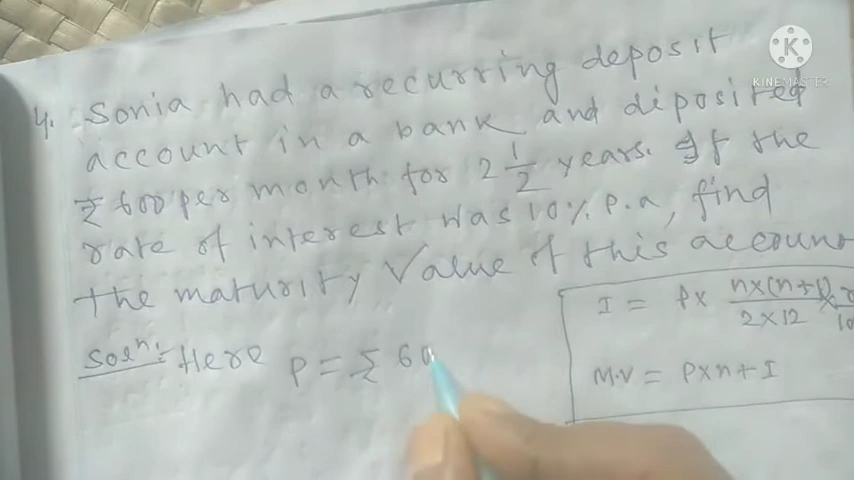 KINEMASTER
4. Sonia had a recurring deposit
account in a bank and diposited
₹ 600 per month for 2 1/2 years. If the
rate of interest was 10% p.a, find
the maturity value of this account
I = P× n×(n+1)/2×12 ×
Soln:- Here P = ₹ 60
M.V = P×n+I